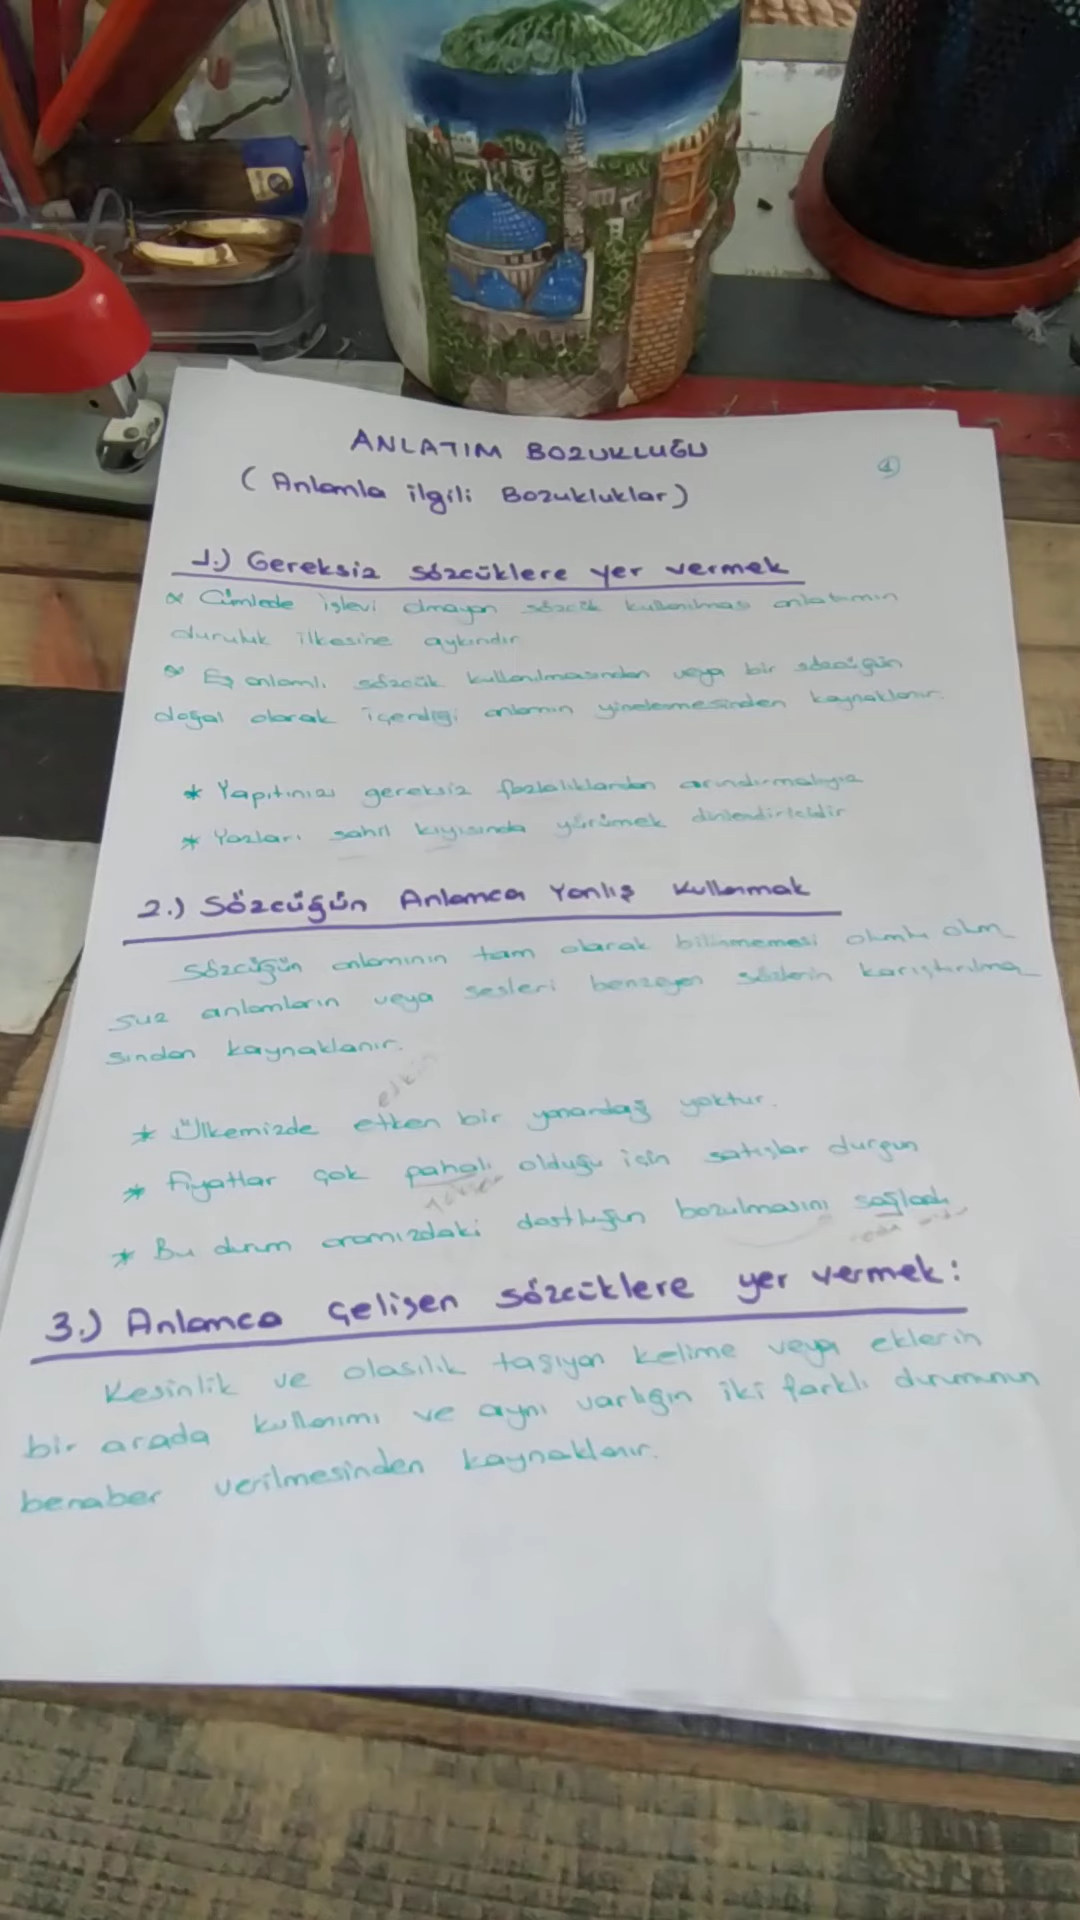 ANLATIM BOZUKLUĞU
①
(Anlamla ilgili Bozukluklar)
1.) Gereksiz sözcüklere yer vermek
Cümlede işlevi olmayan sözcük kullanılması anlatımın
duruluk ilkesine aykırıdır
Eş anlamlı sözcük kullanılmasından veya bir sözcüğün
doğal olarak içerdiği anlamın yinelenmesinden kaynaklanır.
* Yapıtınızı gereksiz fazlalıklardan arındırmalıyız
* Yazları sahil kıyısında yürümek dinlendiricidir
2.) Sözcüğün Anlamca Yanlış Kullanmak
Sözcüğün anlamının tam olarak bilinmemesi olumlu olum
suz anlamların veya sesleri benzeyen sözlerin karıştırılma
sından kaynaklanır.
etkin
* Ülkemizde etken bir yanardağ yoktur.
* Fiyatlar çok pahalı olduğu için satışlar durgun
* Bu durum aramızdaki dostluğun bozulmasını sağladı
3.) Anlamca Çelişen sözcüklere yer vermek:
Kesinlik ve olasılık taşıyan kelime veya eklerin
bir arada kullanımı ve aynı varlığın iki farklı durumunun
beraber verilmesinden kaynaklanır.